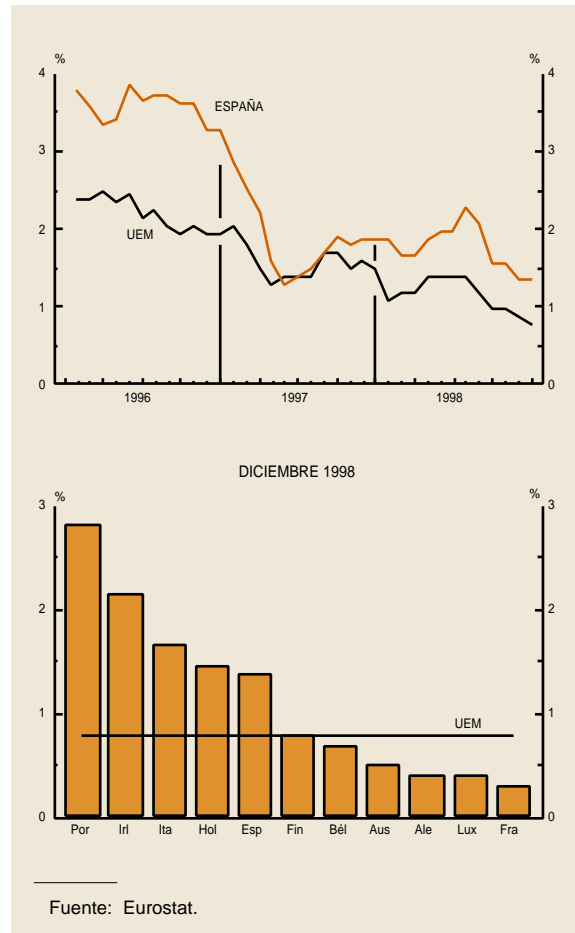 % %
4 4
ESPAÑA
3 3
UEM
2 2
1 1
0 0
1996 1997 1998
DICIEMBRE 1998
% %
3 3
2 2
UEM
1 1
0 0
Por Irl Ita Hol Esp Fin Bél Aus Ale Lux Fra
Fuente: Eurostat.